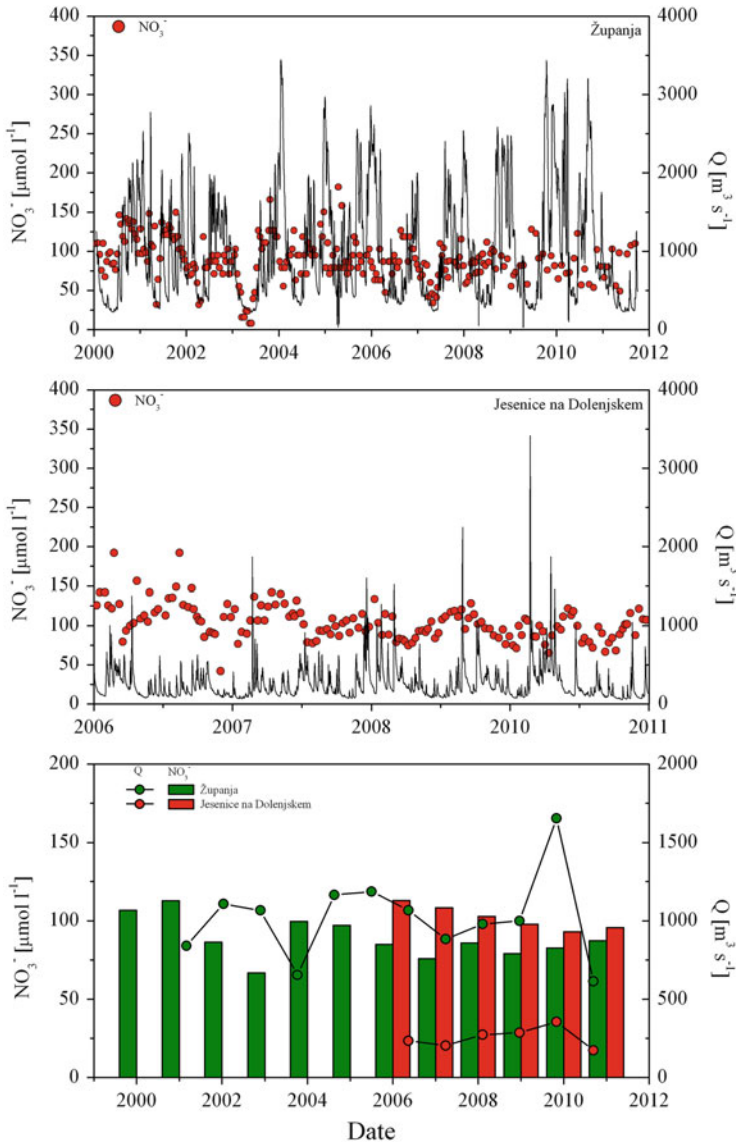 400
350
300
250
200
150
100
50
0
NO₃⁻ [μmol l⁻¹]
NO₃⁻
Županja
4000
3000
2000
1000
0
Q [m³ s⁻¹]
2000 2002 2004 2006 2008 2010 2012
400
350
300
250
200
150
100
50
0
NO₃⁻ [μmol l⁻¹]
NO₃⁻
Jesenice na Dolenjskem
4000
3000
2000
1000
0
Q [m³ s⁻¹]
2006 2007 2008 2010 2011
200
150
100
50
0
NO₃⁻ [μmol l⁻¹]
Q NO₃⁻
Županja
Jesenice na Dolenjskem
2000
1500
1000
500
0
Q [m³ s⁻¹]
2000 2002 2004 2006 2008 2010 2012
Date